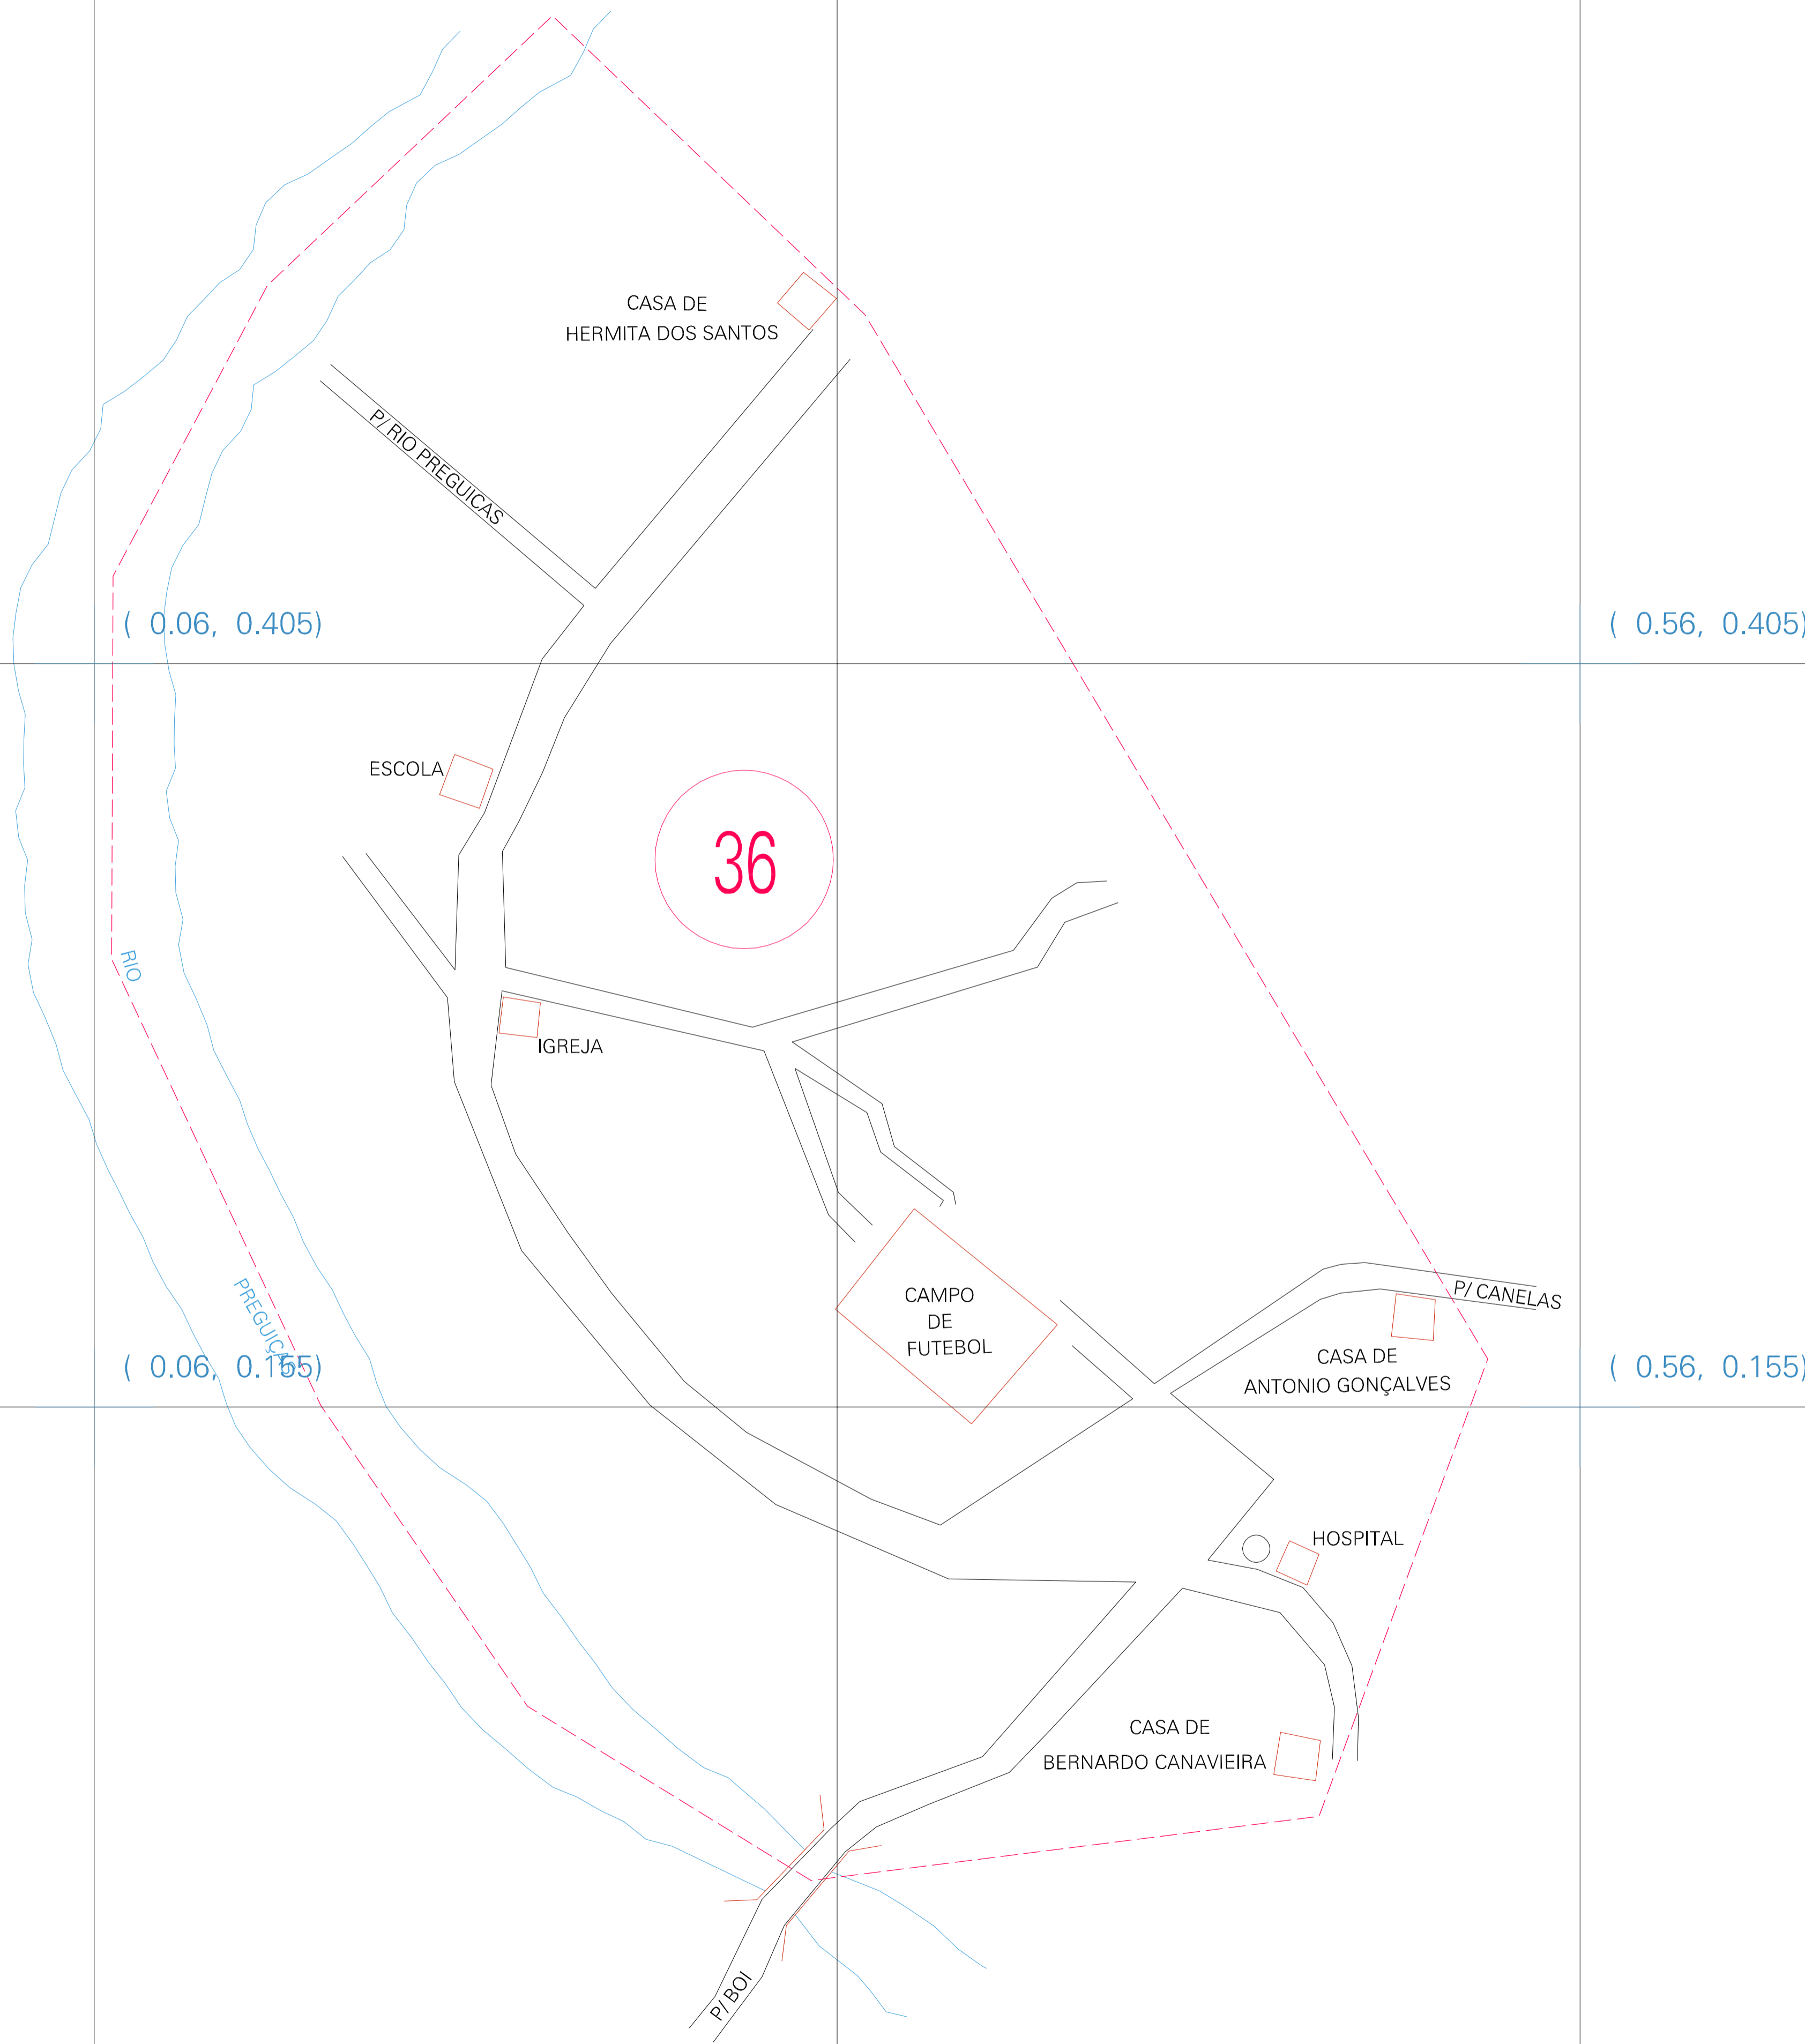 CASA DE
HERMITA DOS SANTOS
P/ RIO PREGUICAS
( 0.06, 0.405)
( 0.56, 0.405)
ESCOLA
36
RIO
IGREJA
PREGUIÇAS
CAMPO
DE
FUTEBOL
P/ CANELAS
CASA DE
ANTONIO GONÇALVES
( 0.06, 0.155)
( 0.56, 0.155)
HOSPITAL
CASA DE
BERNARDO CANAVIEIRA
P/ BOI